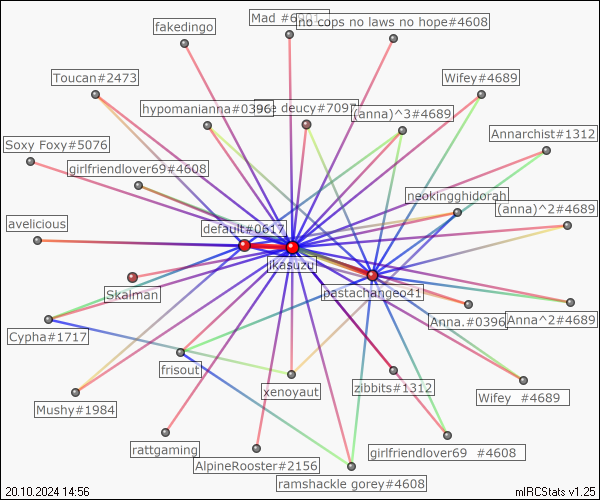 fakedingo
Mad #6901
no cops no laws no hope#4608
Toucan#2473
Wifey#4689
hypomanianna#0396
deucy#7097
(anna)^3#4689
Annarchist#1312
Soxy Foxy#5076
girlfriendlover69#4608
neokingghidorah
(anna)^2#4689
avelicious
default#0617
jkasuzu
Skaiman
pastachangeo41
Anna.#0396
Anna^2#4689
Cypha#1717
frisout
xenoyaut
zibbits#1312
Wifey #4689
Mushy#1984
rattgaming
AlpineRooster#2156
girlfriendlover69 #4608
ramshackle gorey#4608
20.10.2024 14:56
mIRCStats v1.25